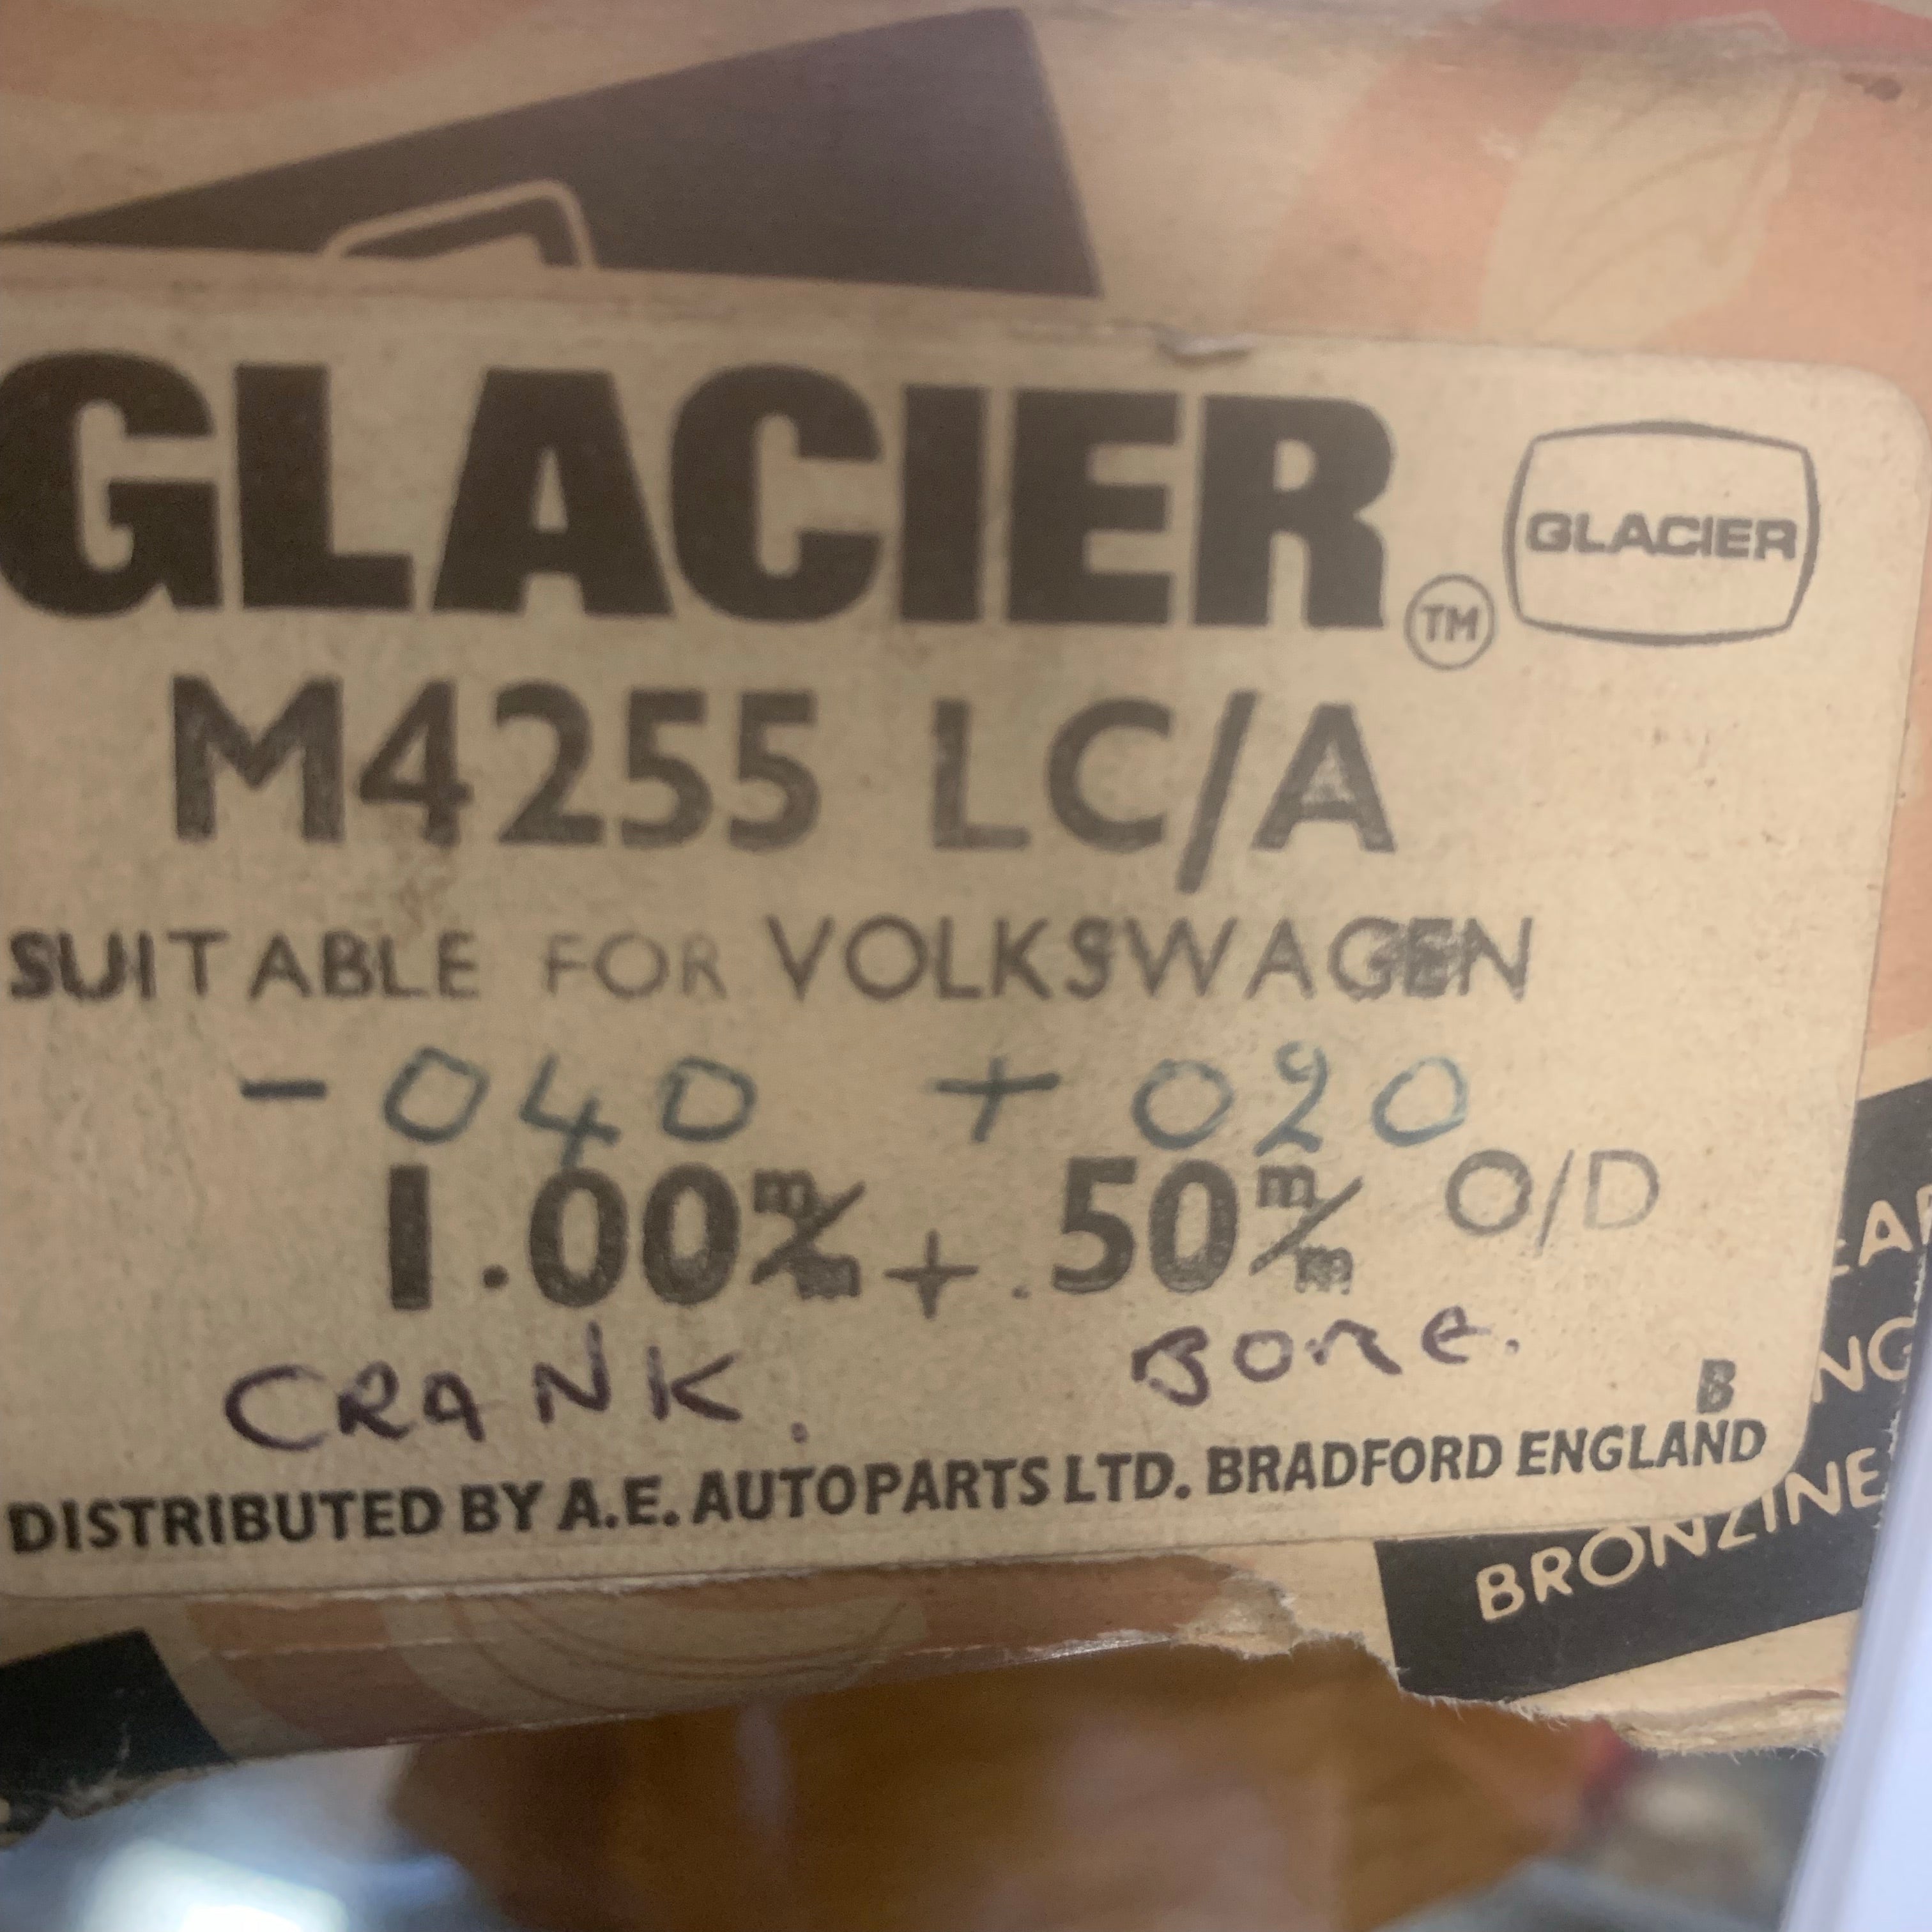 GLACIER TM GLACIER
M4255 LC/A
SUITABLE FOR VOLKSWAGEN
- 040 + 020
1.00 m/m + .50 m/m O/D
CRANK. BORE.
B
DISTRIBUTED BY A.E. AUTOPARTS LTD. BRADFORD ENGLAND
BRONZINE